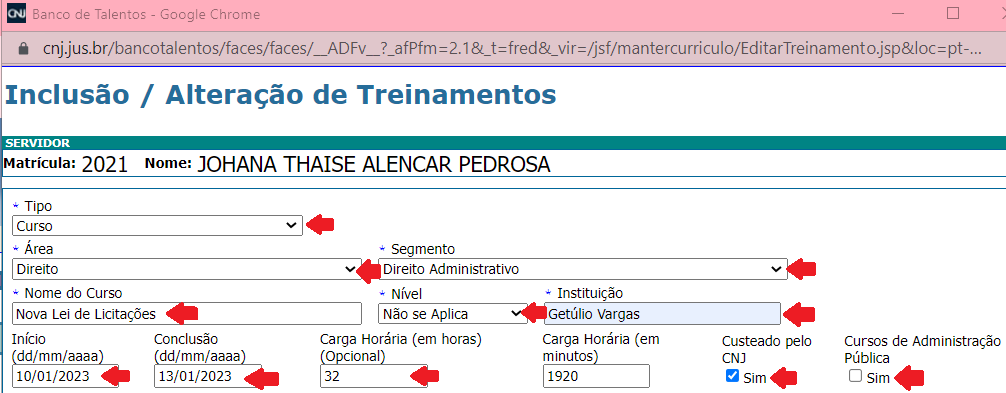 CNJ Banco de Talentos - Google Chrome
cnj.jus.br/bancotalentos/faces/faces/__ADFv__?_afPfm=2.1&_t=fred&_vir=/jsf/mantercurriculo/EditarTreinamento.jsp&loc=pt-...
Inclusão / Alteração de Treinamentos
SERVIDOR
Matrícula: 2021 Nome: JOHANA THAISE ALENCAR PEDROSA
* Tipo
Curso
* Área * Segmento
Direito Direito Administrativo
* Nome do Curso * Nível * Instituição
Nova Lei de Licitações Não se Aplica Getúlio Vargas
Início Conclusão Carga Horária (em horas) Carga Horária (em Custeado pelo Cursos de Administração
(dd/mm/aaaa) (dd/mm/aaaa) (Opcional) minutos) CNJ Pública
10/01/2023 13/01/2023 32 1920 Sim Sim